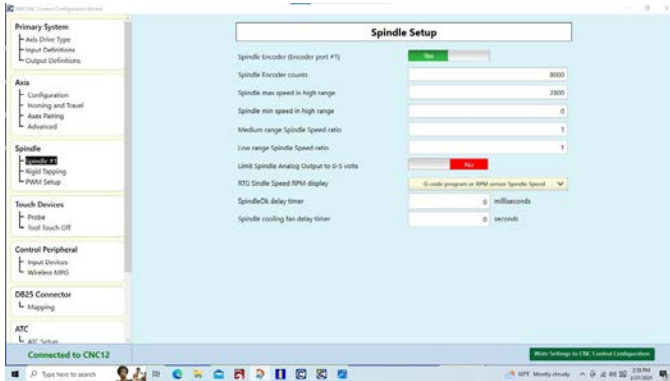 CNC Control Configuration Wizard
Primary System
Axis Drive Type
Input Definitions
Output Definitions
Axis
Configuration
Homing and Travel
Axes Pairing
Advanced
Spindle
Spindle #1
Rigid Tapping
PWM Setup
Touch Devices
Probe
Tool Touch Off
Control Peripheral
Input Devices
Wireless MPG
DB25 Connector
Mapping
ATC
ATC Setup
Connected to CNC12
Spindle Setup
Spindle Encoder (Encoder port #1) Yes
Spindle Encoder counts 8000
Spindle max speed in high range 2800
Spindle min speed in high range 0
Medium range Spindle Speed ratio 1
Low range Spindle Speed ratio 1
Limit Spindle Analog Output to 0-5 volts No
RTG Sindle Speed RPM display G-code program or RPM sensor Spindle Speed
SpindleOk delay timer 0 milliseconds
Spindle cooling fan delay timer 0 seconds
Write Settings to CNC Control Configuration
Type here to search
Mostly cloudy